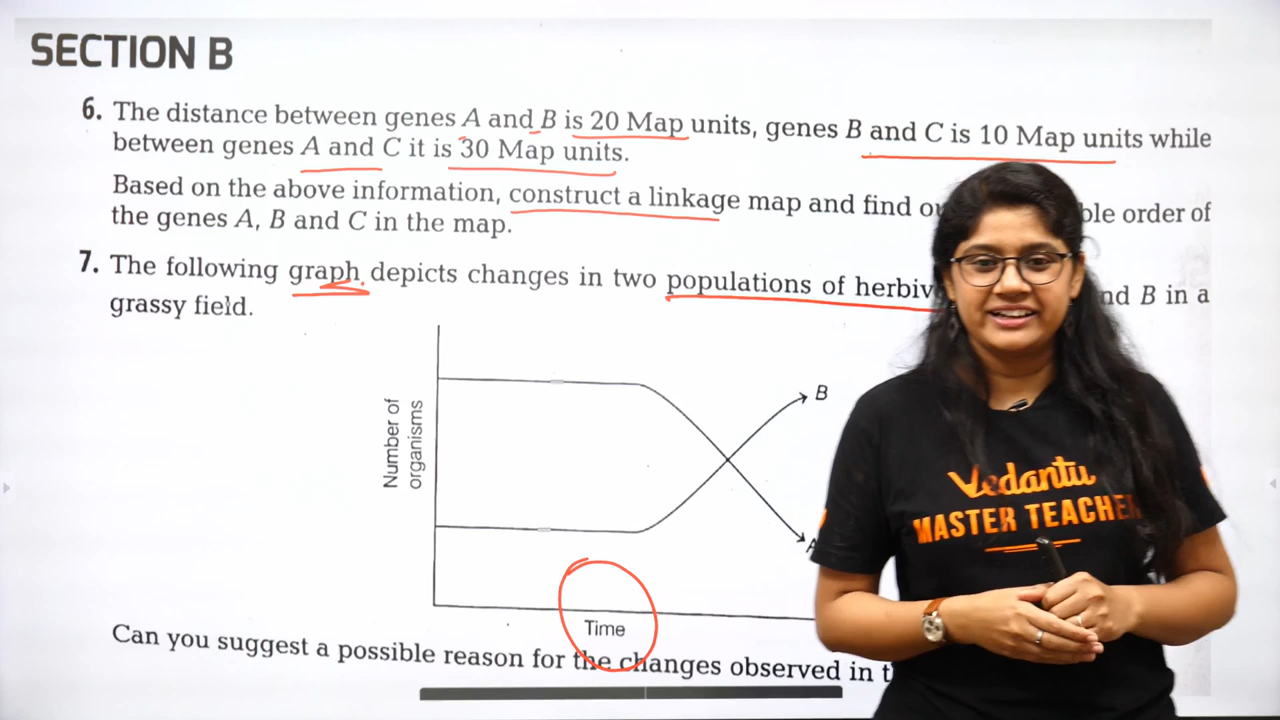 SECTION B
6. The distance between genes A and B is 20 Map units, genes B and C is 10 Map units while
between genes A and C it is 30 Map units.
Based on the above information, construct a linkage map and find ble order of
the genes A, B and C in the map.
7. The following graph depicts changes in two populations of herbiv nd B in a
grassy field.
Number of
organisms
B
A
Time
Can you suggest a possible reason for the changes observed in
Vedantu
MASTER TEACHER